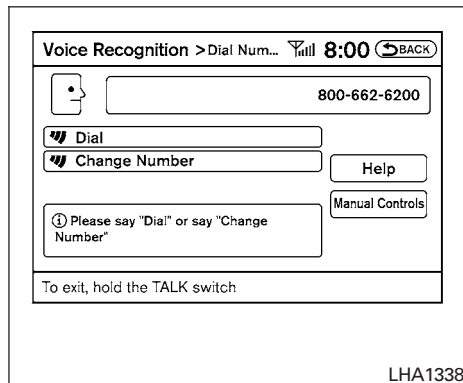 Voice Recognition > Dial Num... 8:00 BACK
800-662-6200
Dial
Change Number
Help
Manual Controls
Please say "Dial" or say "Change
Number"
To exit, hold the TALK switch
LHA1338